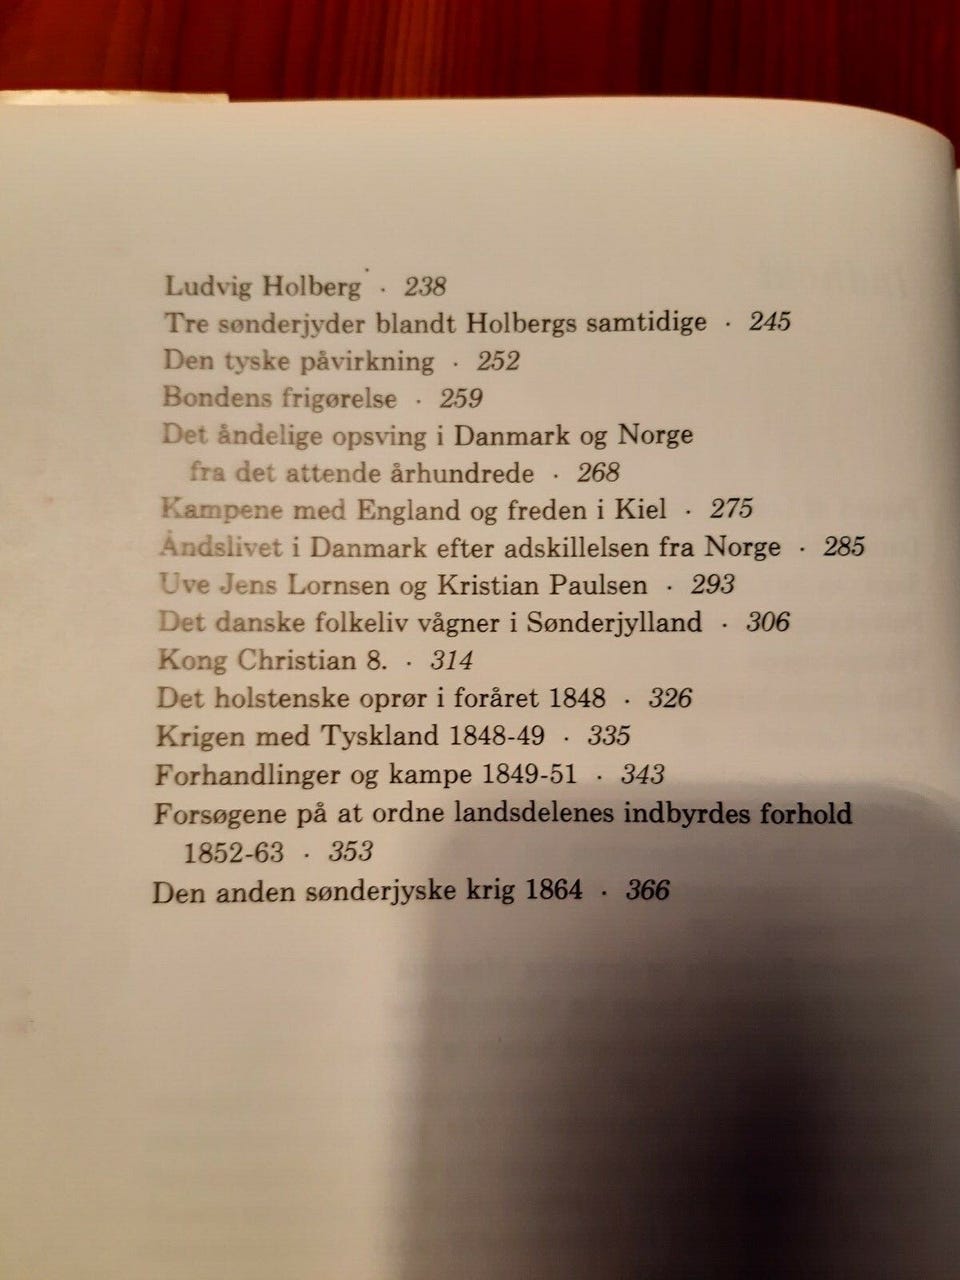 Ludvig Holberg · 238
Tre sønderjyder blandt Holbergs samtidige · 245
Den tyske påvirkning · 252
Bondens frigørelse · 259
Det åndelige opsving i Danmark og Norge
fra det attende århundrede · 268
Kampene med England og freden i Kiel · 275
Åndslivet i Danmark efter adskillelsen fra Norge · 285
Uve Jens Lornsen og Kristian Paulsen · 293
Det danske folkeliv vågner i Sønderjylland · 306
Kong Christian 8. · 314
Det holstenske oprør i foråret 1848 · 326
Krigen med Tyskland 1848-49 · 335
Forhandlinger og kampe 1849-51 · 343
Forsøgene på at ordne landsdelenes indbyrdes forhold
1852-63 · 353
Den anden sønderjyske krig 1864 · 366